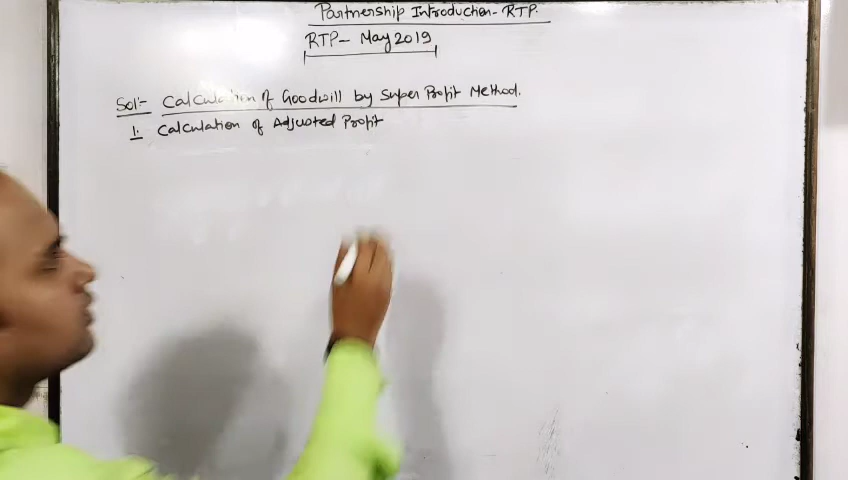 Partnership Introduction - RTP.
RTP - May 2019
Sol:- Calculation of Goodwill by Super Profit Method.
1. Calculation of Adjusted Profit